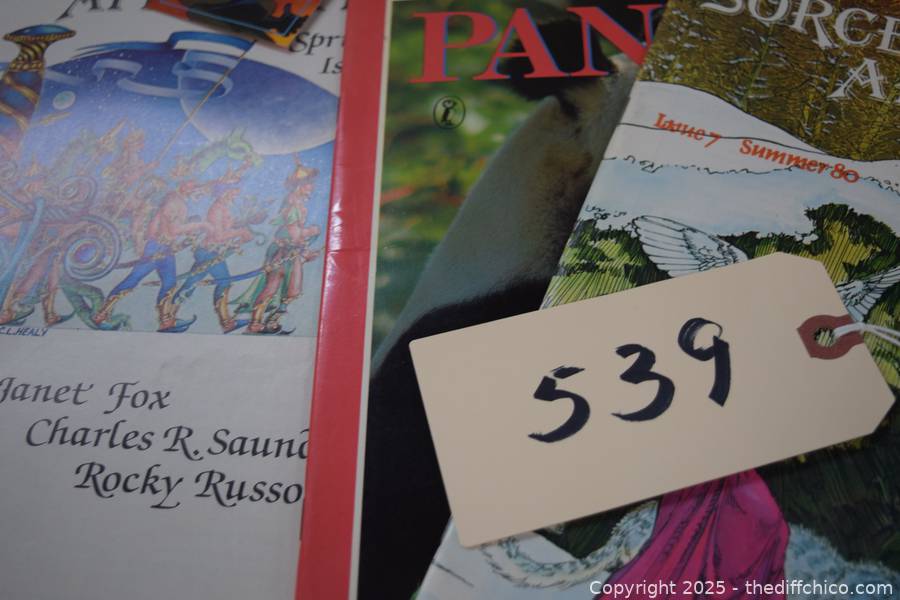 Spri
Is
C.L.HEALY
Janet Fox
Charles R. Saund
Rocky Russo
PAN
SORCE
A
Issue 7 Summer 80
539
Copyright 2025 - thediffchico.com